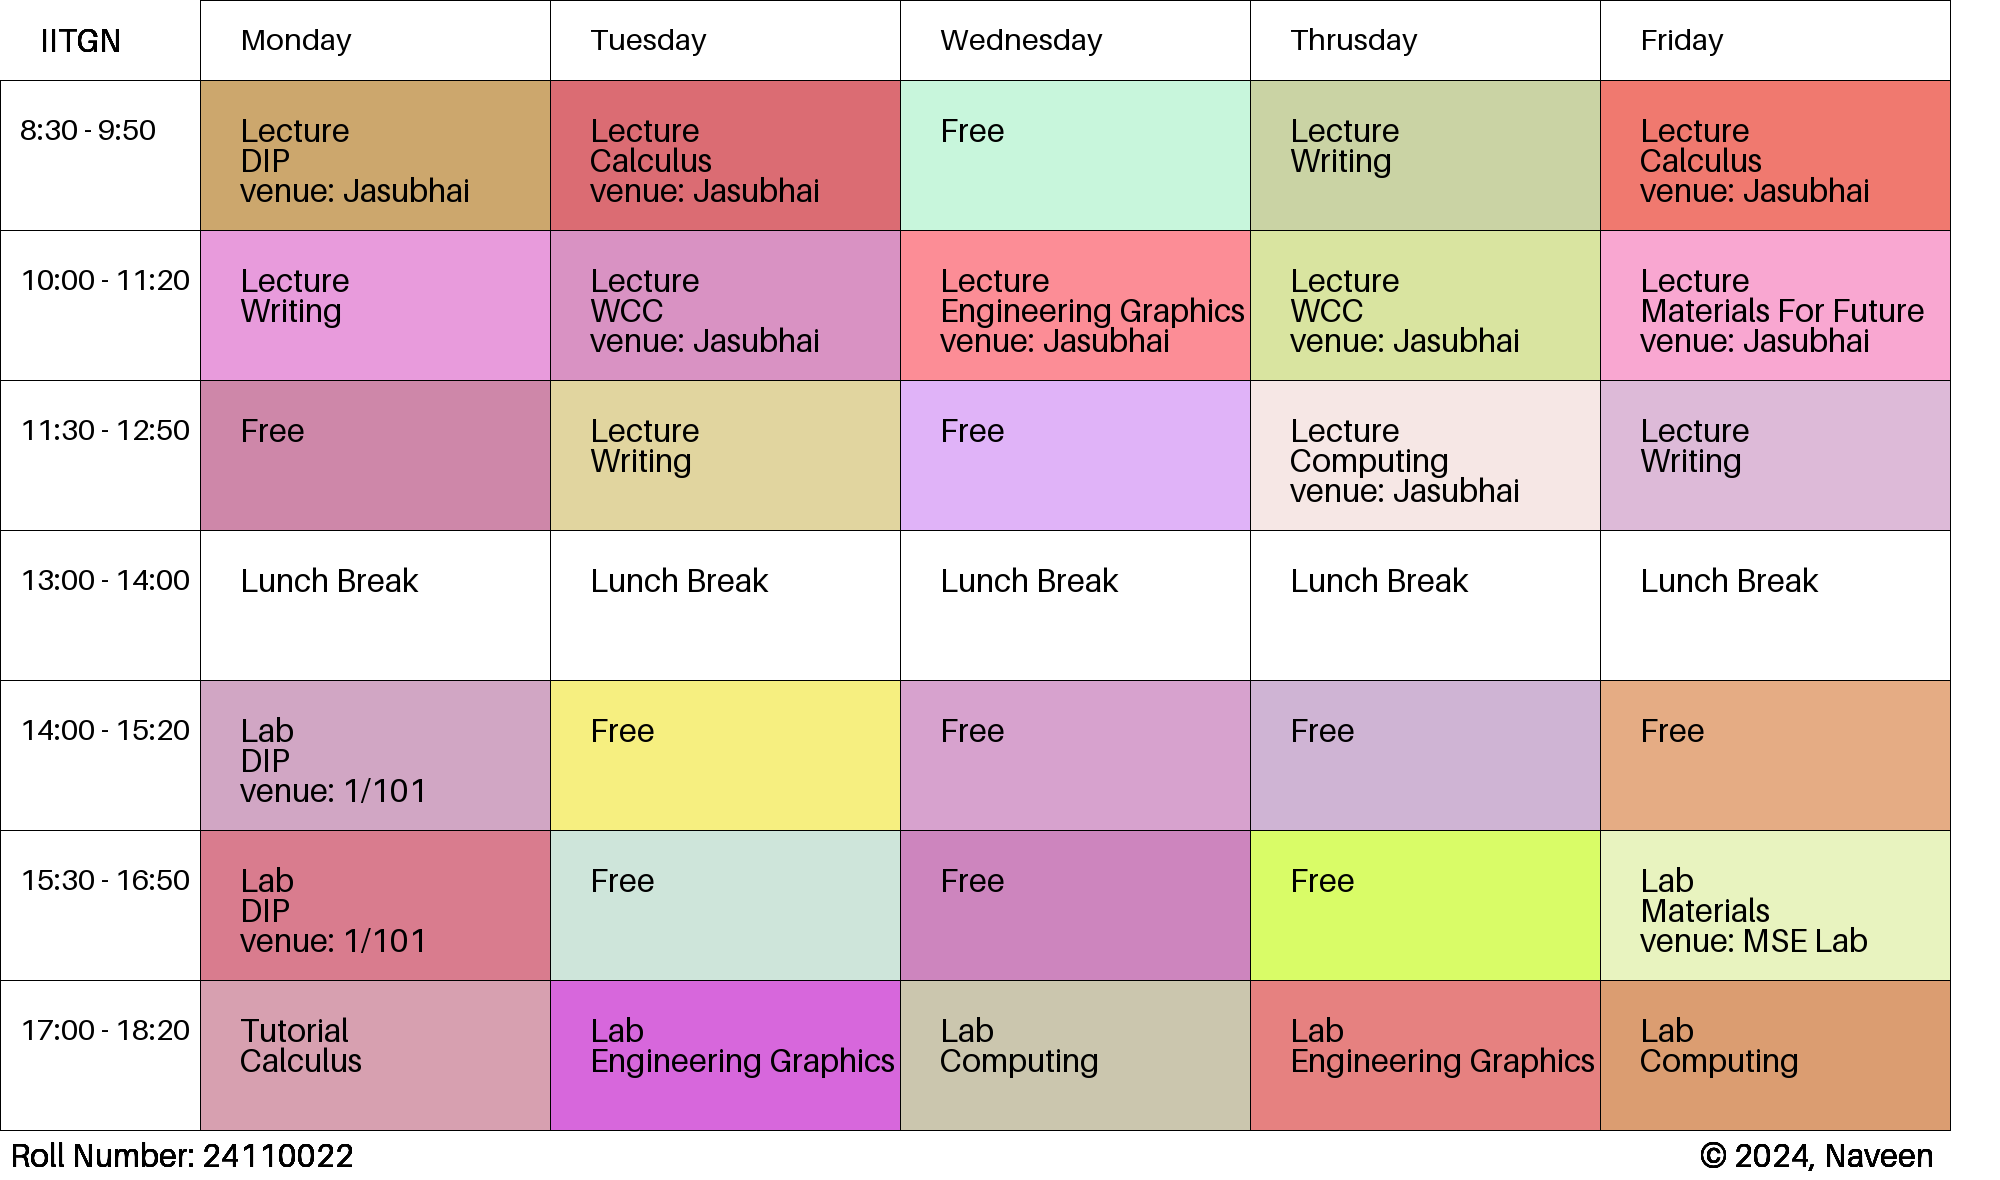 IITGN
Monday
Tuesday
Wednesday
Thrusday
Friday
8:30 - 9:50
Lecture
DIP
venue: Jasubhai
Lecture
Calculus
venue: Jasubhai
Free
Lecture
Writing
Lecture
Calculus
venue: Jasubhai
10:00 - 11:20
Lecture
Writing
Lecture
WCC
venue: Jasubhai
Lecture
Engineering Graphics
venue: Jasubhai
Lecture
WCC
venue: Jasubhai
Lecture
Materials For Future
venue: Jasubhai
11:30 - 12:50
Free
Lecture
Writing
Free
Lecture
Computing
venue: Jasubhai
Lecture
Writing
13:00 - 14:00
Lunch Break
Lunch Break
Lunch Break
Lunch Break
Lunch Break
14:00 - 15:20
Lab
DIP
venue: 1/101
Free
Free
Free
Free
15:30 - 16:50
Lab
DIP
venue: 1/101
Free
Free
Free
Lab
Materials
venue: MSE Lab
17:00 - 18:20
Tutorial
Calculus
Lab
Engineering Graphics
Lab
Computing
Lab
Engineering Graphics
Lab
Computing
Roll Number: 24110022
© 2024, Naveen